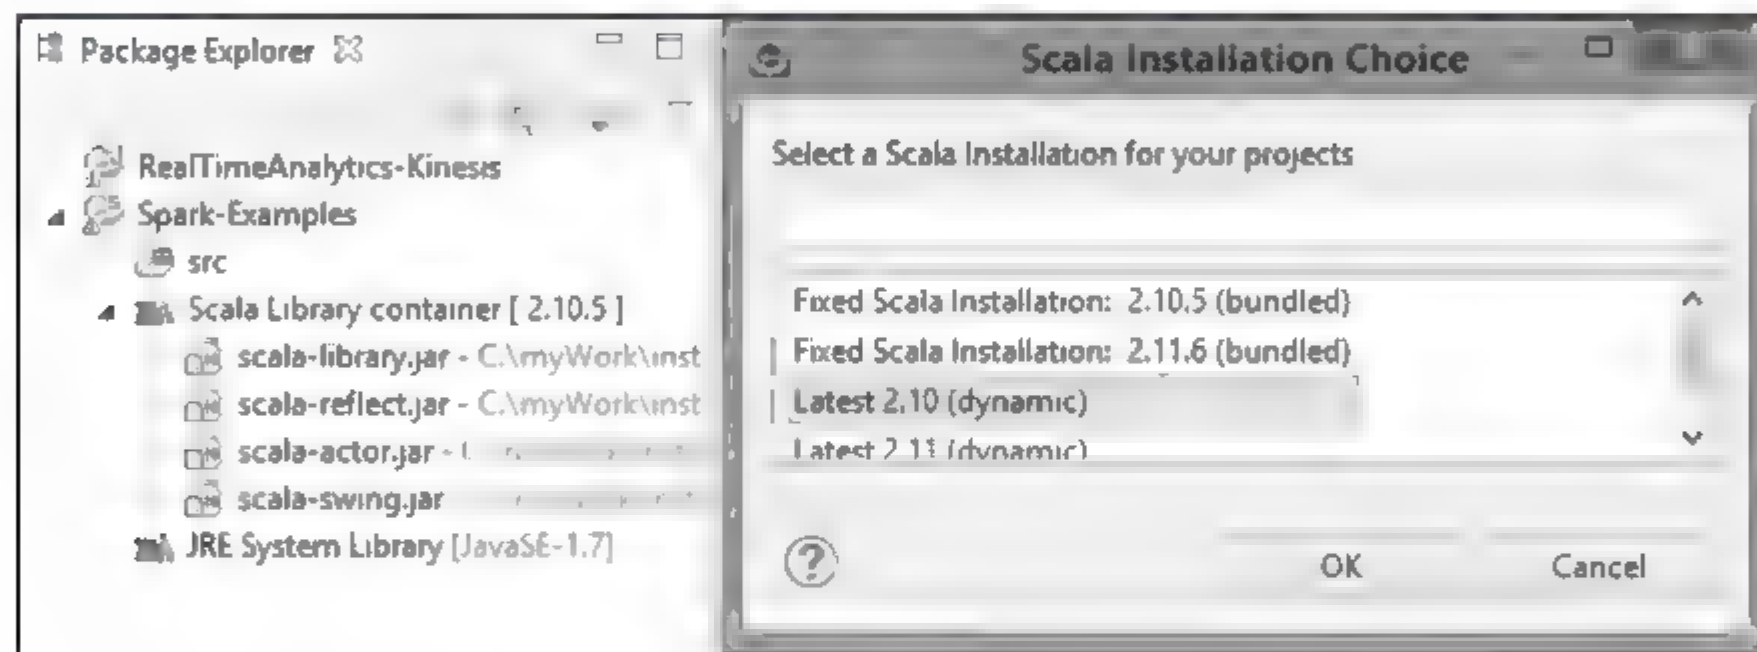 Package Explorer
RealTimeAnalytics-Kinesis
Spark-Examples
src
Scala Library container [ 2.10.5 ]
scala-library.jar - C:\myWork\inst
scala-reflect.jar - C:\myWork\inst
scala-actor.jar -
scala-swing.jar
JRE System Library [JavaSE-1.7]
Scala Installation Choice
Select a Scala Installation for your projects
Fixed Scala Installation: 2.10.5 (bundled)
Fixed Scala Installation: 2.11.6 (bundled)
Latest 2.10 (dynamic)
Latest 2.11 (dynamic)
?
OK
Cancel